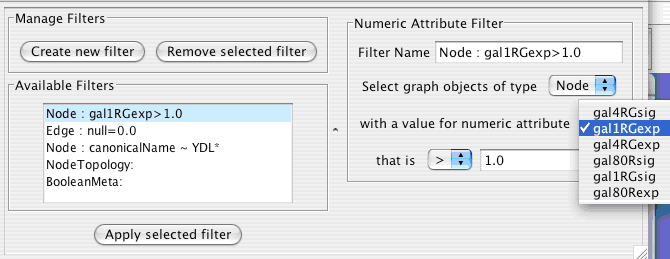 Manage Filters
Create new filter Remove selected filter
Available Filters
Node : gal1RGexp>1.0
Edge : null=0.0
Node : canonicalName ~ YDL*
NodeTopology:
BooleanMeta:
Apply selected filter
Numeric Attribute Filter
Filter Name Node : gal1RGexp>1.0
Select graph objects of type Node
with a value for numeric attribute
gal4RGsig
gal1RGexp
gal4RGexp
gal80Rsig
gal1RGsig
gal80Rexp
that is > 1.0